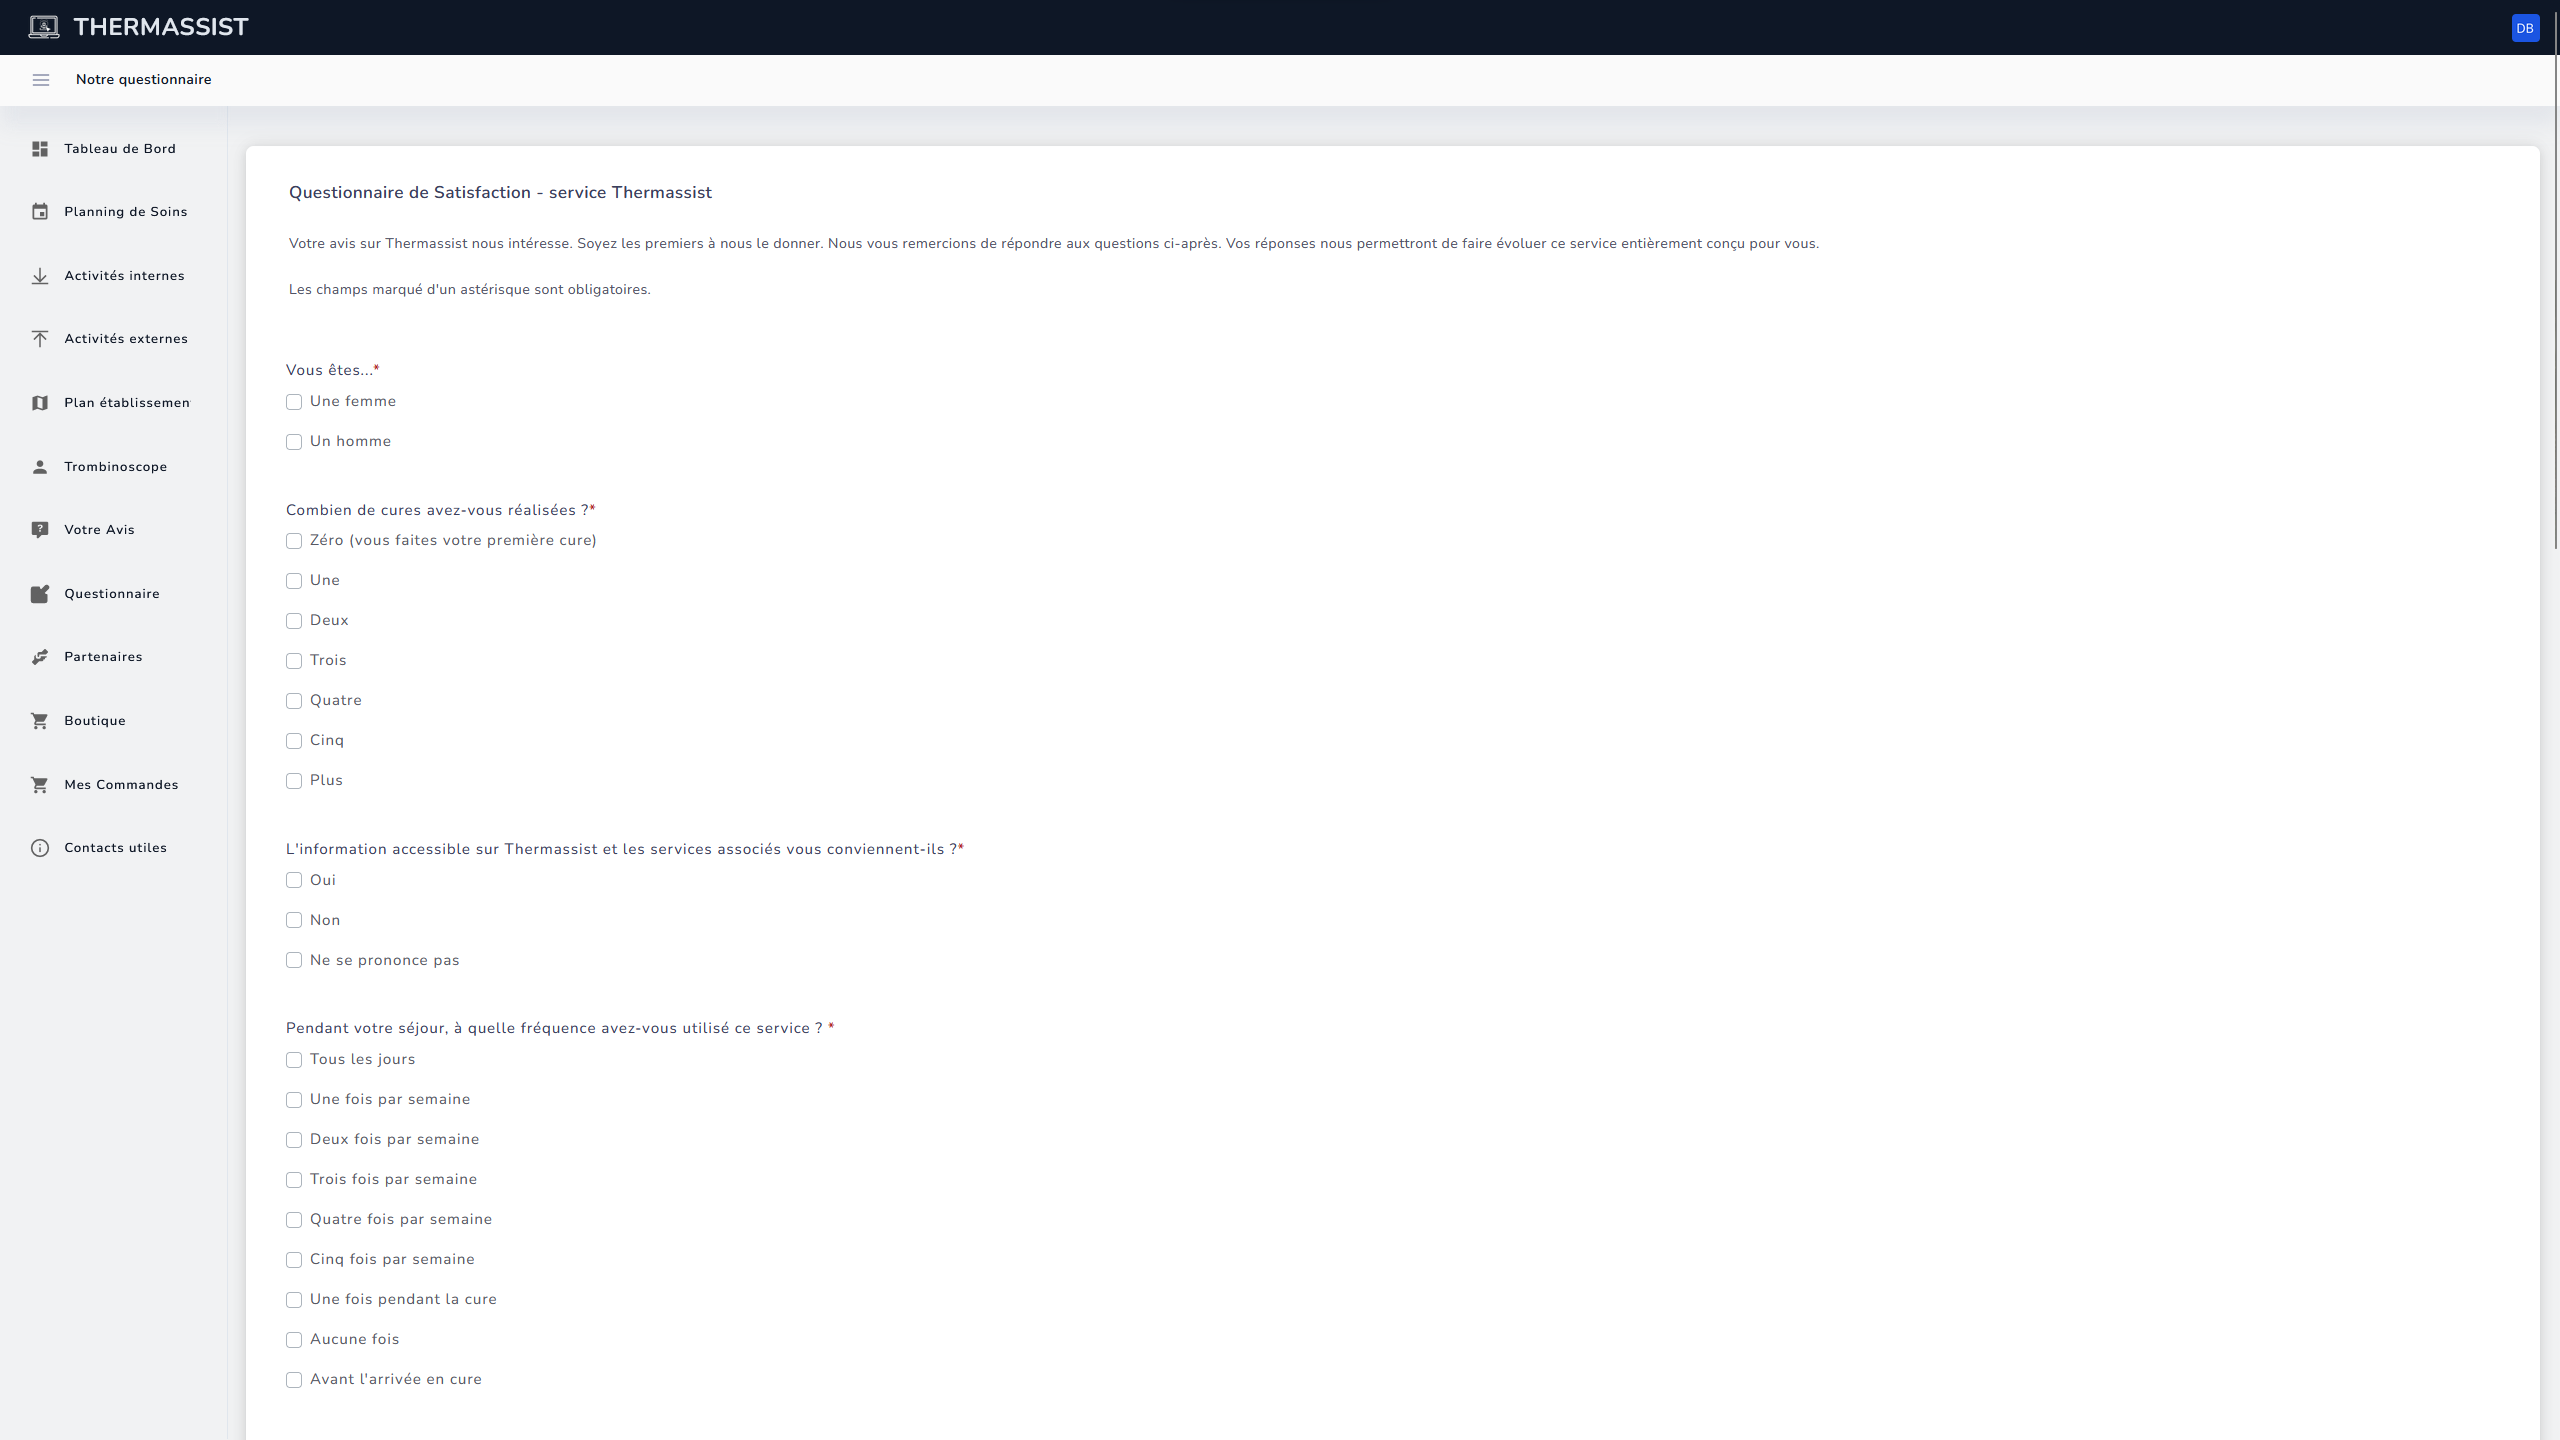 THERMASSIST
DB
Notre questionnaire
Tableau de Bord
Planning de Soins
Activités internes
Activités externes
Plan établissemen
Trombinoscope
Votre Avis
Questionnaire
Partenaires
Boutique
Mes Commandes
Contacts utiles
Questionnaire de Satisfaction - service Thermassist
Votre avis sur Thermassist nous intéresse. Soyez les premiers à nous le donner. Nous vous remercions de répondre aux questions ci-après. Vos réponses nous permettront de faire évoluer ce service entièrement conçu pour vous.
Les champs marqué d'un astérisque sont obligatoires.
Vous êtes...*
Une femme
Un homme
Combien de cures avez-vous réalisées ?*
Zéro (vous faites votre première cure)
Une
Deux
Trois
Quatre
Cinq
Plus
L'information accessible sur Thermassist et les services associés vous conviennent-ils ?*
Oui
Non
Ne se prononce pas
Pendant votre séjour, à quelle fréquence avez-vous utilisé ce service ? *
Tous les jours
Une fois par semaine
Deux fois par semaine
Trois fois par semaine
Quatre fois par semaine
Cinq fois par semaine
Une fois pendant la cure
Aucune fois
Avant l'arrivée en cure